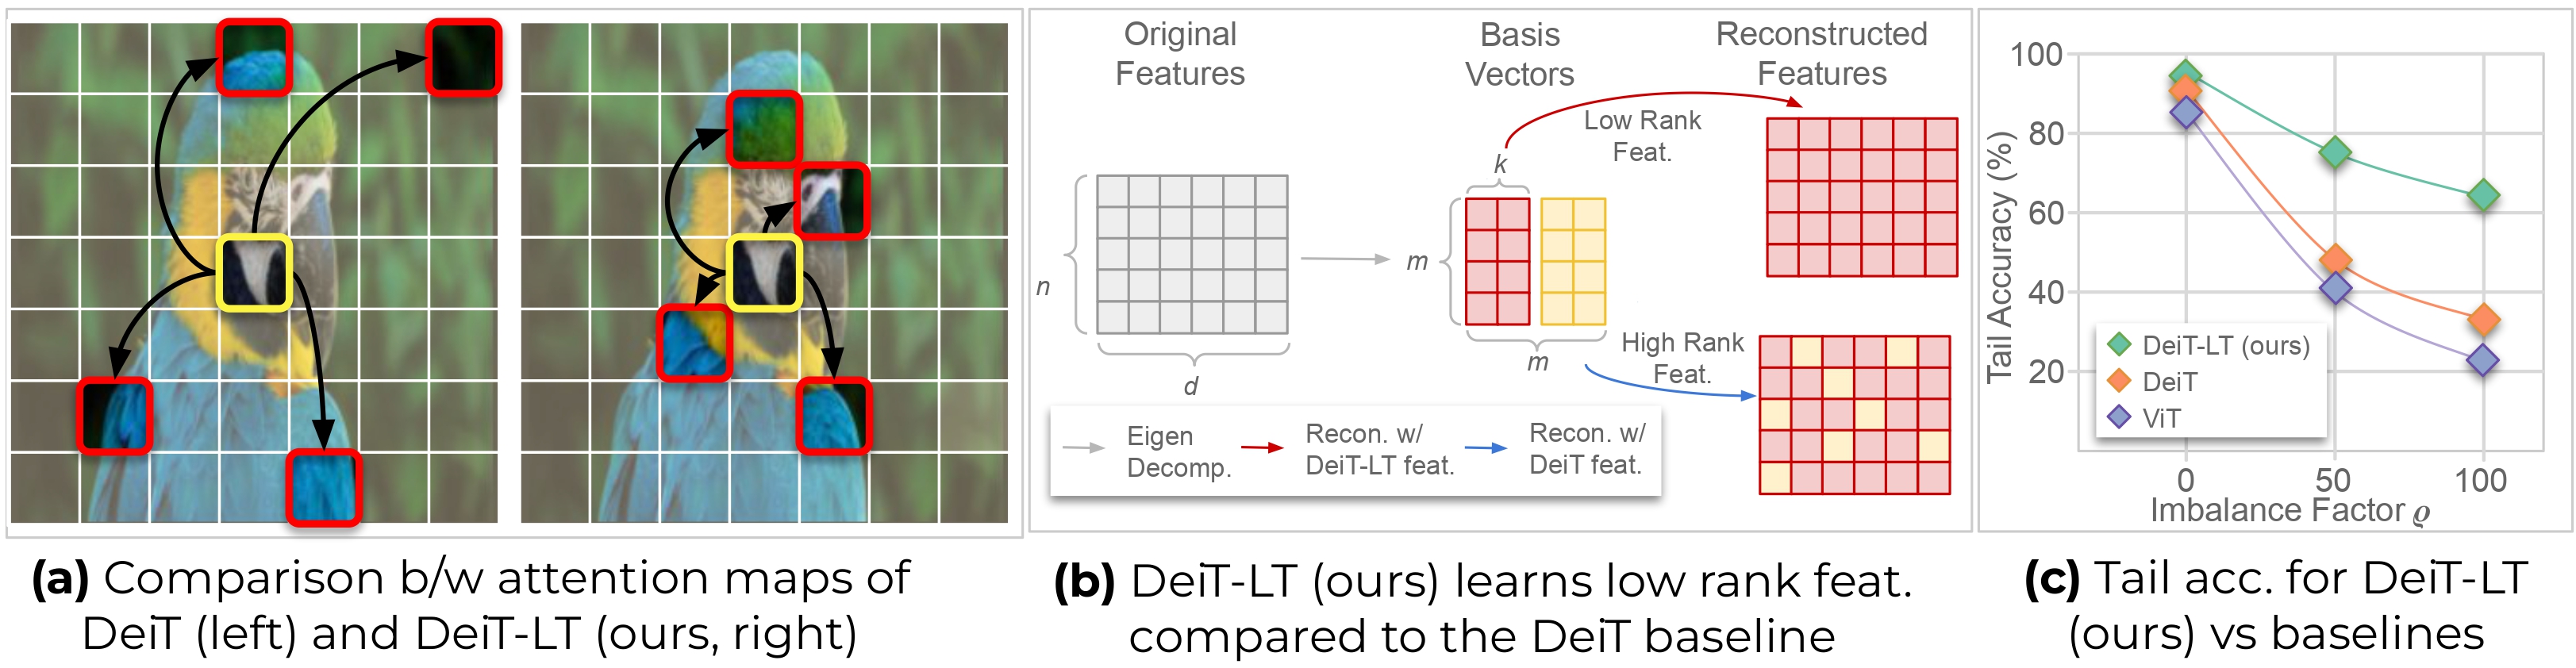 Original
Features
Basis
Vectors
Reconstructed
Features
Low Rank
Feat.
k
n
m
d
m
High Rank
Feat.
Eigen
Decomp.
Recon. w/
DeiT-LT feat.
Recon. w/
DeiT feat.
Tail Accuracy (%)
100
80
60
40
20
DeiT-LT (ours)
DeiT
ViT
0
50
100
Imbalance Factor ϱ
(a) Comparison b/w attention maps of
DeiT (left) and DeiT-LT (ours, right)
(b) DeiT-LT (ours) learns low rank feat.
compared to the DeiT baseline
(c) Tail acc. for DeiT-LT
(ours) vs baselines